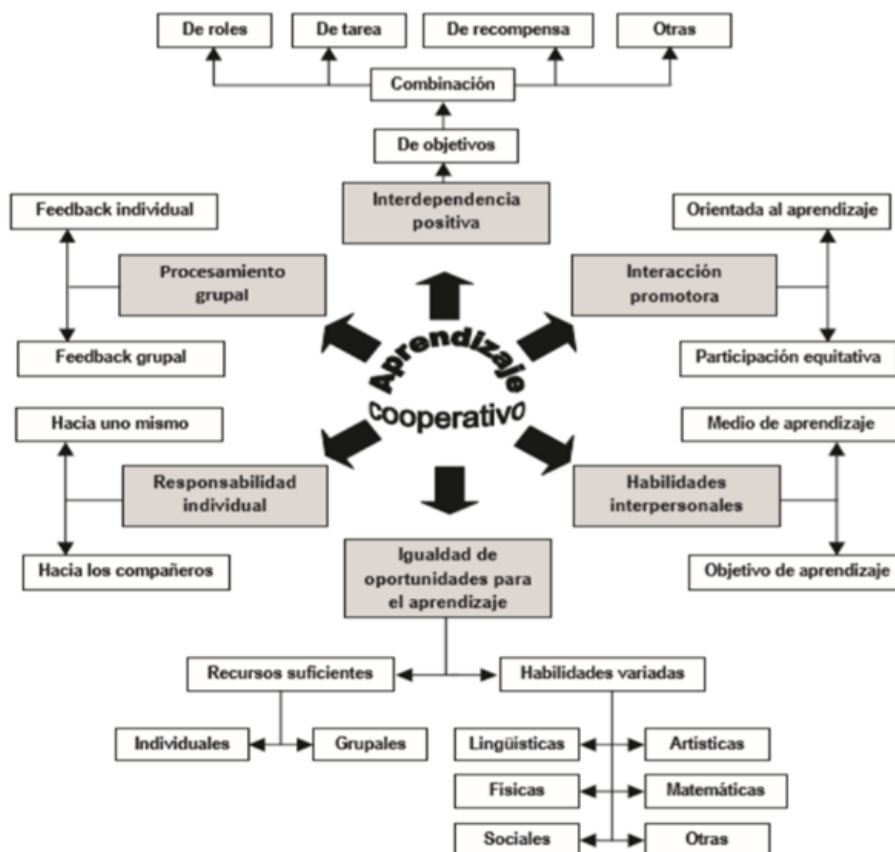 De roles
De tarea
De recompensa
Otras
Combinación
De objetivos
Interdependencia
positiva
Feedback individual
Procesamiento
grupal
Feedback grupal
Orientada al aprendizaje
Interacción
promotora
Participación equitativa
Aprendizaje
cooperativo
Hacia uno mismo
Responsabilidad
individual
Hacia los compañeros
Medio de aprendizaje
Habilidades
interpersonales
Objetivo de aprendizaje
Igualdad de
oportunidades para
el aprendizaje
Recursos suficientes
Habilidades variadas
Individuales
Grupales
Lingüísticas
Artísticas
Físicas
Matemáticas
Sociales
Otras